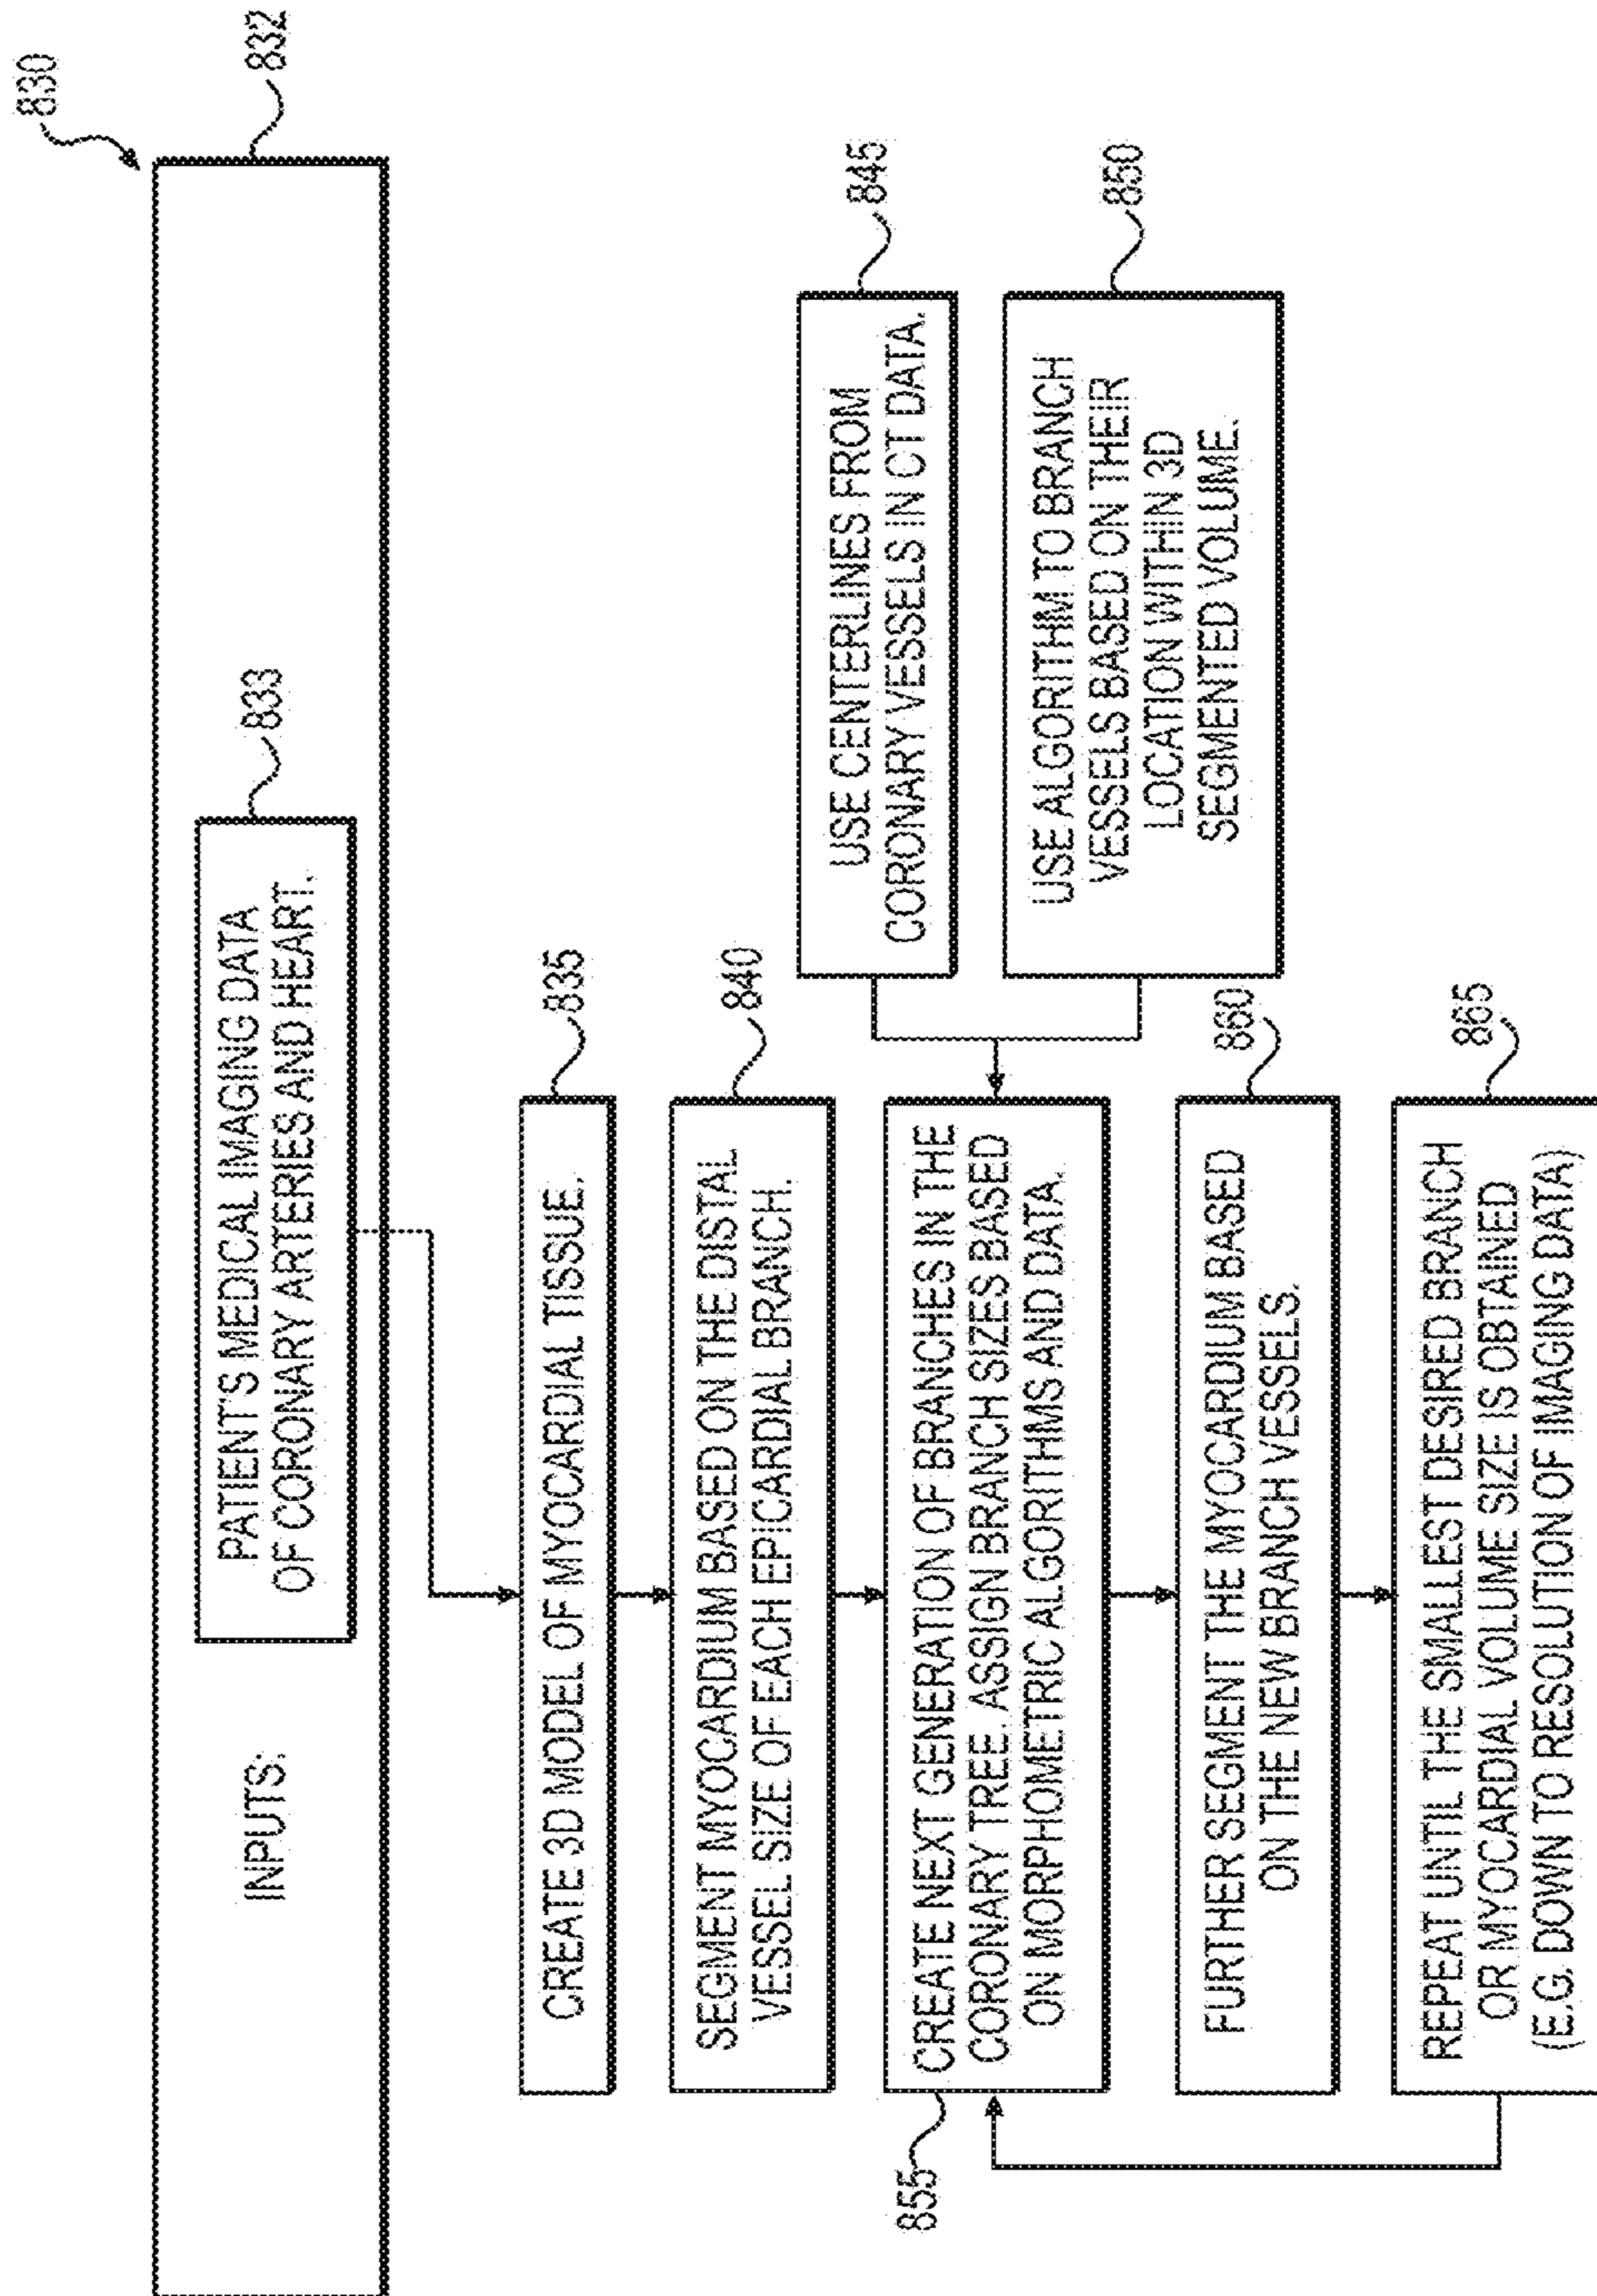 830
832
INPUTS:
833
PATIENT'S MEDICAL IMAGING DATA
OF CORONARY ARTERIES AND HEART.
835
CREATE 3D MODEL OF MYOCARDIAL TISSUE.
840
SEGMENT MYOCARDIUM BASED ON THE DISTAL
VESSEL SIZE OF EACH EPICARDIAL BRANCH.
845
USE CENTERLINES FROM
CORONARY VESSELS IN CT DATA.
850
USE ALGORITHM TO BRANCH
VESSELS BASED ON THEIR
LOCATION WITHIN 3D
SEGMENTED VOLUME.
855
CREATE NEXT GENERATION OF BRANCHES IN THE
CORONARY TREE. ASSIGN BRANCH SIZES BASED
ON MORPHOMETRIC ALGORITHMS AND DATA.
860
FURTHER SEGMENT THE MYOCARDIUM BASED
ON THE NEW BRANCH VESSELS.
865
REPEAT UNTIL THE SMALLEST DESIRED BRANCH
OR MYOCARDIAL VOLUME SIZE IS OBTAINED
(E.G. DOWN TO RESOLUTION OF IMAGING DATA)